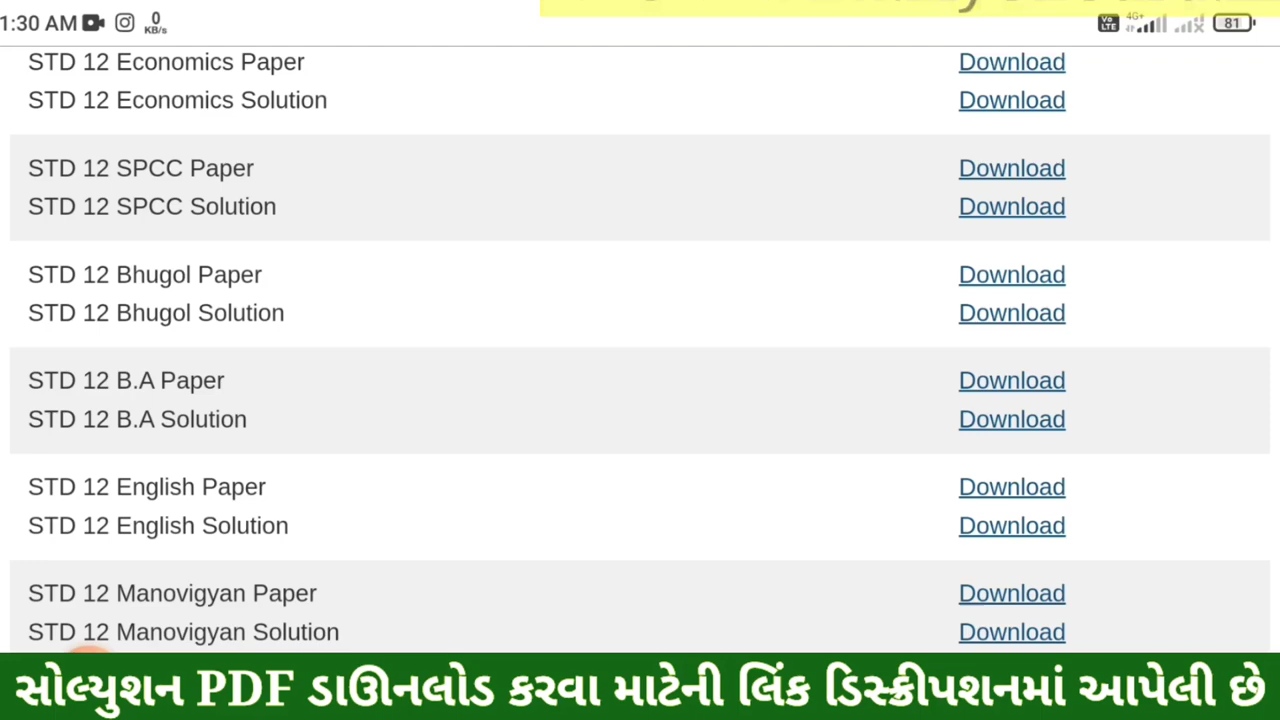 1:30 AM 0 KB/s Vo LTE 4G+ 81
STD 12 Economics Paper Download
STD 12 Economics Solution Download
STD 12 SPCC Paper Download
STD 12 SPCC Solution Download
STD 12 Bhugol Paper Download
STD 12 Bhugol Solution Download
STD 12 B.A Paper Download
STD 12 B.A Solution Download
STD 12 English Paper Download
STD 12 English Solution Download
STD 12 Manovigyan Paper Download
STD 12 Manovigyan Solution Download
સોલ્યુશન PDF ડાઊનલોડ કરવા માટેની લિંક ડિસ્ક્રીપશનમાં આપેલી છે